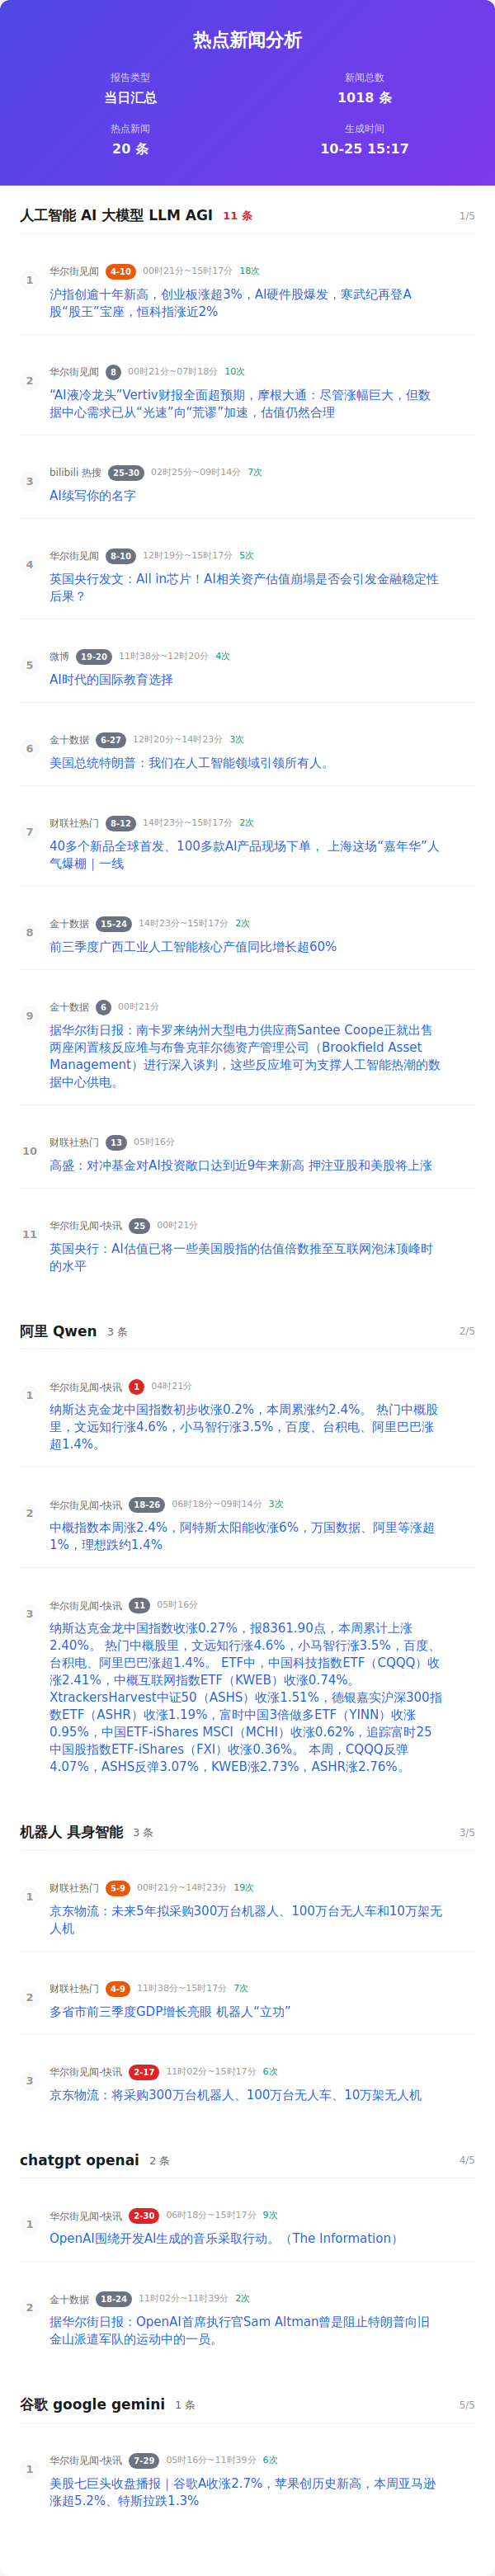 热点新闻分析
报告类型
当日汇总
新闻总数
1018 条
热点新闻
20 条
生成时间
10-25 15:17
人工智能 AI 大模型 LLM AGI 11 条 1/5
1
华尔街见闻 4-10 00时21分~15时17分 18次
沪指创逾十年新高，创业板涨超3%，AI硬件股爆发，寒武纪再登A
股“股王”宝座，恒科指涨近2%
2
华尔街见闻 8 00时21分~07时18分 10次
“AI液冷龙头”Vertiv财报全面超预期，摩根大通：尽管涨幅巨大，但数
据中心需求已从“光速”向“荒谬”加速，估值仍然合理
3
bilibili 热搜 25-30 02时25分~09时14分 7次
AI续写你的名字
4
华尔街见闻 8-10 12时19分~15时17分 5次
英国央行发文：All in芯片！AI相关资产估值崩塌是否会引发金融稳定性
后果？
5
微博 19-20 11时38分~12时20分 4次
AI时代的国际教育选择
6
金十数据 6-27 12时20分~14时23分 3次
美国总统特朗普：我们在人工智能领域引领所有人。
7
财联社热门 8-12 14时23分~15时17分 2次
40多个新品全球首发、100多款AI产品现场下单， 上海这场“嘉年华”人
气爆棚｜一线
8
金十数据 15-24 14时23分~15时17分 2次
前三季度广西工业人工智能核心产值同比增长超60%
9
金十数据 6 00时21分
据华尔街日报：南卡罗来纳州大型电力供应商Santee Coope正就出售
两座闲置核反应堆与布鲁克菲尔德资产管理公司（Brookfield Asset
Management）进行深入谈判，这些反应堆可为支撑人工智能热潮的数
据中心供电。
10
财联社热门 13 05时16分
高盛：对冲基金对AI投资敞口达到近9年来新高 押注亚股和美股将上涨
11
华尔街见闻-快讯 25 00时21分
英国央行：AI估值已将一些美国股指的估值倍数推至互联网泡沫顶峰时
的水平
阿里 Qwen 3 条 2/5
1
华尔街见闻-快讯 1 04时21分
纳斯达克金龙中国指数初步收涨0.2%，本周累涨约2.4%。 热门中概股
里，文远知行涨4.6%，小马智行涨3.5%，百度、台积电、阿里巴巴涨
超1.4%。
2
华尔街见闻-快讯 18-26 06时18分~09时14分 3次
中概指数本周涨2.4%，阿特斯太阳能收涨6%，万国数据、阿里等涨超
1%，理想跌约1.4%
3
华尔街见闻-快讯 11 05时16分
纳斯达克金龙中国指数收涨0.27%，报8361.90点，本周累计上涨
2.40%。 热门中概股里，文远知行涨4.6%，小马智行涨3.5%，百度、
台积电、阿里巴巴涨超1.4%。 ETF中，中国科技指数ETF（CQQQ）收
涨2.41%，中概互联网指数ETF（KWEB）收涨0.74%。
XtrackersHarvest中证50（ASHS）收涨1.51%，德银嘉实沪深300指
数ETF（ASHR）收涨1.19%，富时中国3倍做多ETF（YINN）收涨
0.95%，中国ETF-iShares MSCI（MCHI）收涨0.62%，追踪富时25
中国股指数ETF-iShares（FXI）收涨0.36%。 本周，CQQQ反弹
4.07%，ASHS反弹3.07%，KWEB涨2.73%，ASHR涨2.76%。
机器人 具身智能 3 条 3/5
1
财联社热门 5-9 00时21分~14时23分 19次
京东物流：未来5年拟采购300万台机器人、100万台无人车和10万架无
人机
2
财联社热门 4-9 11时38分~15时17分 7次
多省市前三季度GDP增长亮眼 机器人“立功”
3
华尔街见闻-快讯 2-17 11时02分~15时17分 6次
京东物流：将采购300万台机器人、100万台无人车、10万架无人机
chatgpt openai 2 条 4/5
1
华尔街见闻-快讯 2-30 06时18分~15时17分 9次
OpenAI围绕开发AI生成的音乐采取行动。（The Information）
2
金十数据 18-24 11时02分~11时39分 2次
据华尔街日报：OpenAI首席执行官Sam Altman曾是阻止特朗普向旧
金山派遣军队的运动中的一员。
谷歌 google gemini 1 条 5/5
1
华尔街见闻-快讯 7-29 05时16分~11时39分 6次
美股七巨头收盘播报｜谷歌A收涨2.7%，苹果创历史新高，本周亚马逊
涨超5.2%、特斯拉跌1.3%